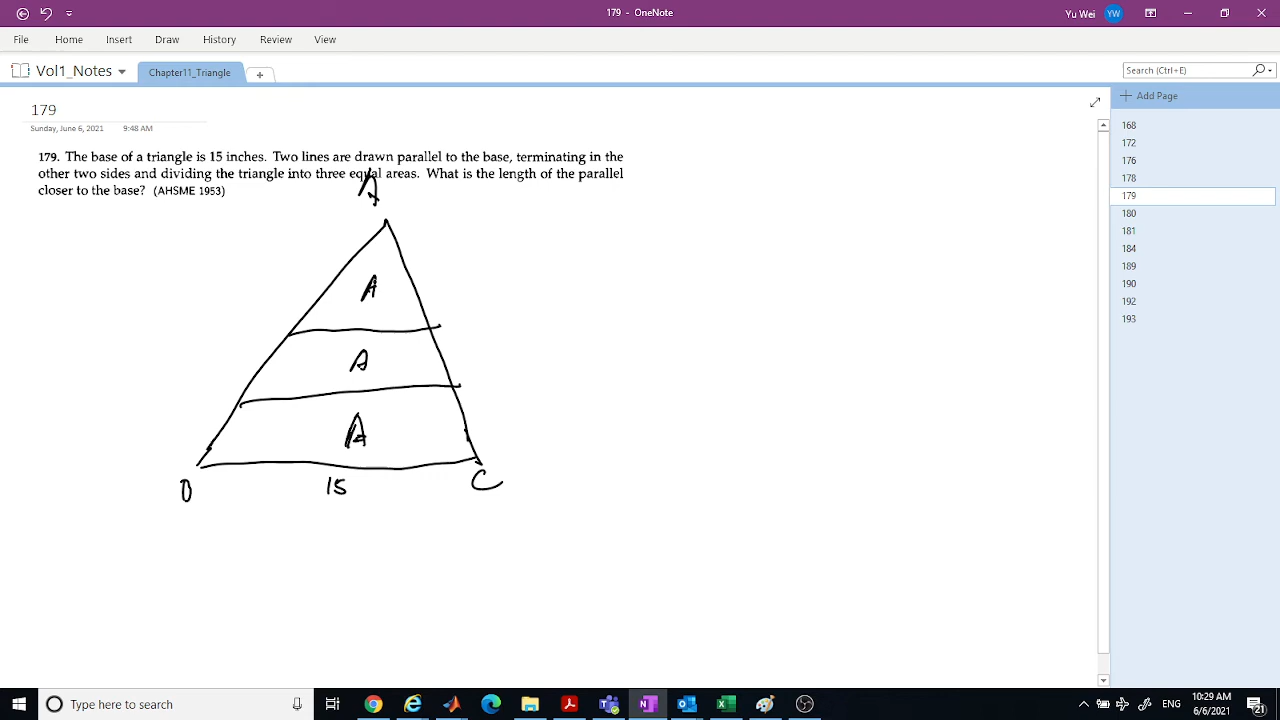 179 - OneNote
Yu Wei YW
File Home Insert Draw History Review View
Vol1_Notes Chapter11_Triangle +
Search (Ctrl+E)
179
Sunday, June 6, 2021 9:48 AM
179. The base of a triangle is 15 inches. Two lines are drawn parallel to the base, terminating in the
other two sides and dividing the triangle into three equal areas. What is the length of the parallel
closer to the base? (AHSME 1953)
A
A
A
A
B 15 C
Add Page
168
172
176
178
179
180
181
184
189
190
192
193
Type here to search
ENG
10:29 AM
6/6/2021
21